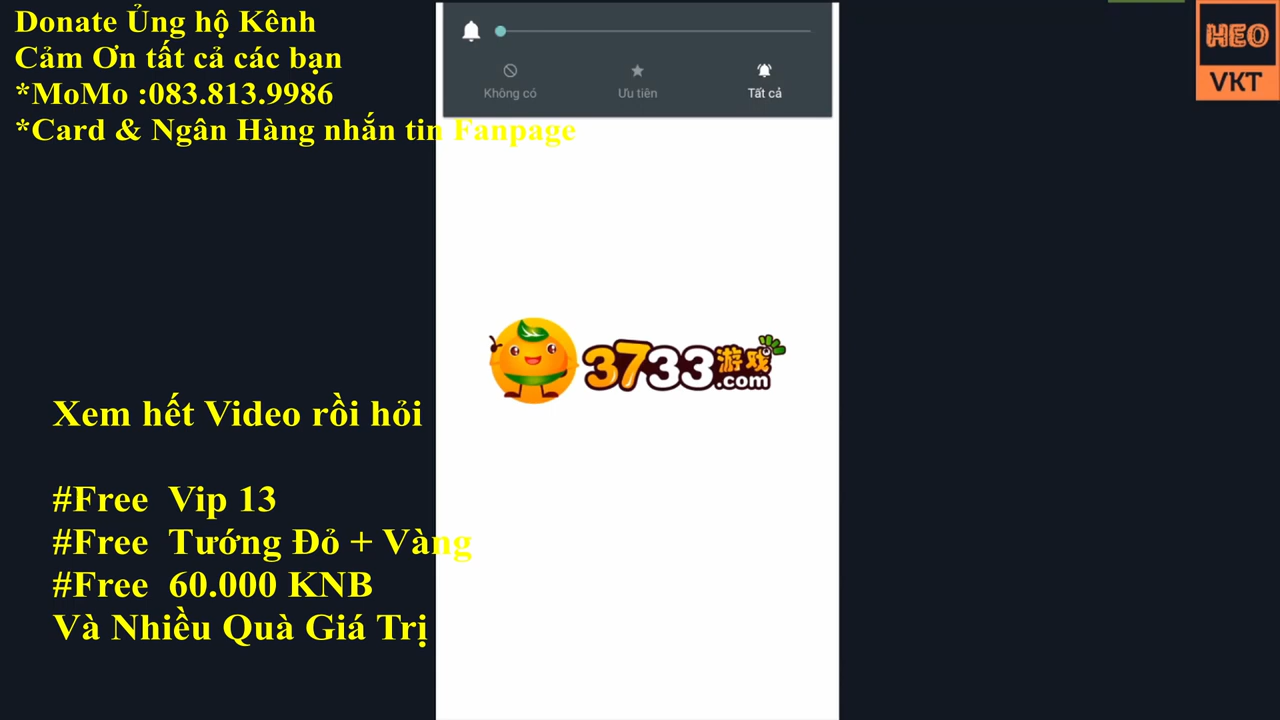 Donate Ủng hộ Kênh
Cảm Ơn tất cả các bạn
*MoMo :083.813.9986
*Card & Ngân Hàng nhắn tin Fanpage
HEO
VKT
Không có
Ưu tiên
Tất cả
3733游戏
.com
Xem hết Video rồi hỏi
#Free Vip 13
#Free Tướng Đỏ + Vàng
#Free 60.000 KNB
Và Nhiều Quà Giá Trị